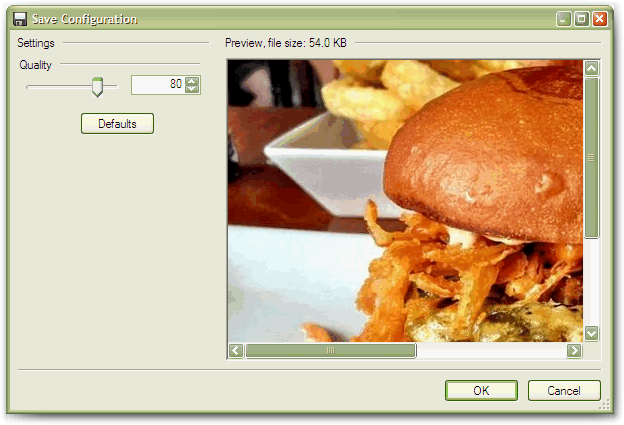 Save Configuration
Settings
Preview, file size: 54.0 KB
Quality
80
Defaults
OK
Cancel